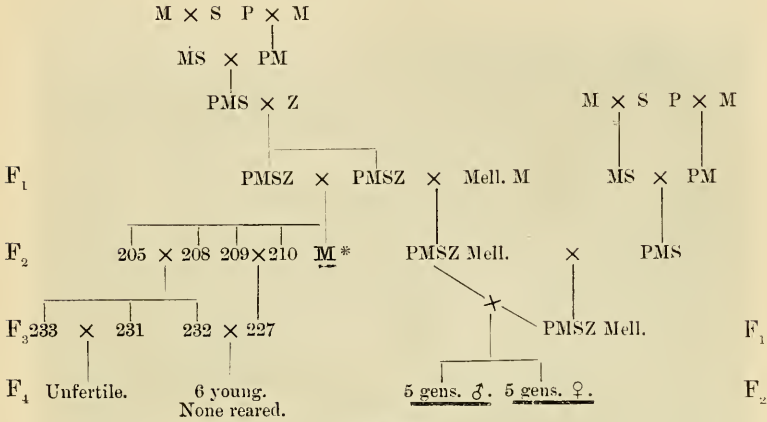 M × S P × M
MS × PM
PMS × Z
M × S P × M
F₁ PMSZ × PMSZ × Mell. M MS × PM
F₂ 205 × 208 209 × 210 M* PMSZ Mell. × PMS
×
F₃ 233 × 231 232 × 227 PMSZ Mell. F₁
F₄ Unfertile. 6 young. 5 gens. ♂. 5 gens. ♀. F₂
None reared.